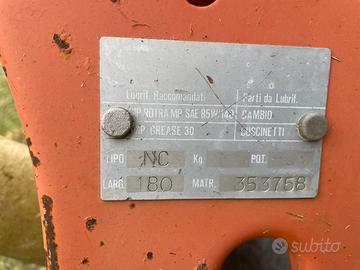 Lubrif. Raccomandati Parti da Lubrif.
ROTRA MP SAE 85W/140 CAMBIO
GREASE 30 CUSCINETTI
TIPO NC Kg. POT.
LARG 180 MATR. 353758
subito